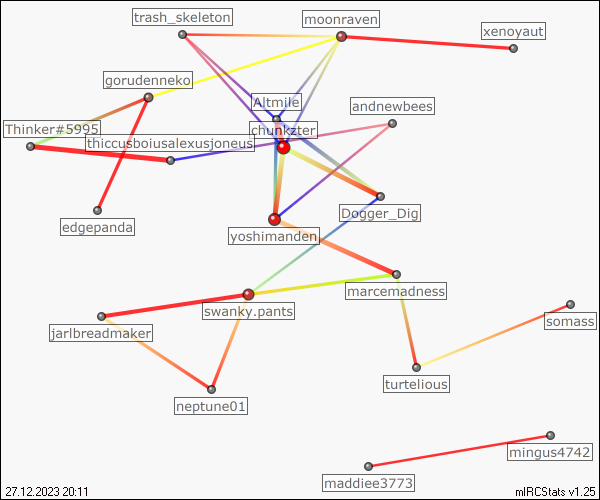 trash_skeleton
moonraven
xenoyaut
gorudenneko
Altmile
andnewbees
Thinker#5995
chunkzter
thiccusboiusalexusjoneus
Dogger_Dig
edgepanda
yoshimanden
marcemadness
swanky.pants
somass
jarlbreadmaker
turtelious
neptune01
mingus4742
maddiee3773
27.12.2023 20:11
mIRCStats v1.25